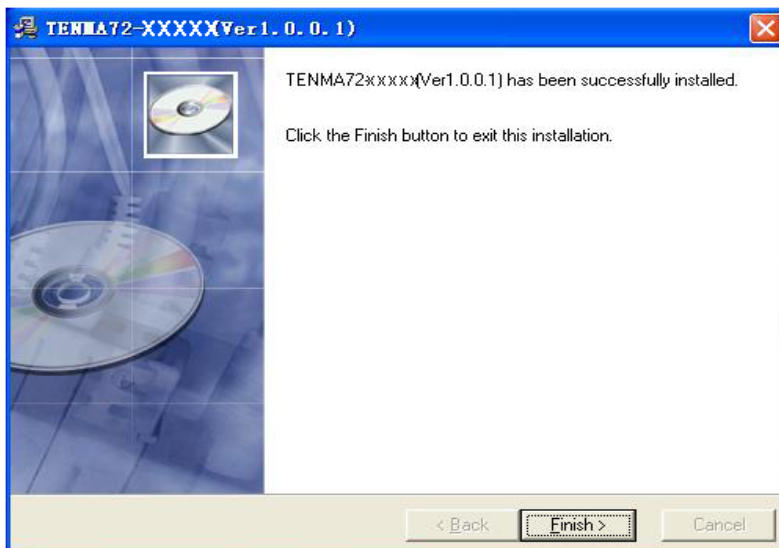 TENMA72-XXXXX(Ver1.0.0.1)
TENMA72xxxxx(Ver1.0.0.1) has been successfully installed.
Click the Finish button to exit this installation.
< Back
Finish >
Cancel